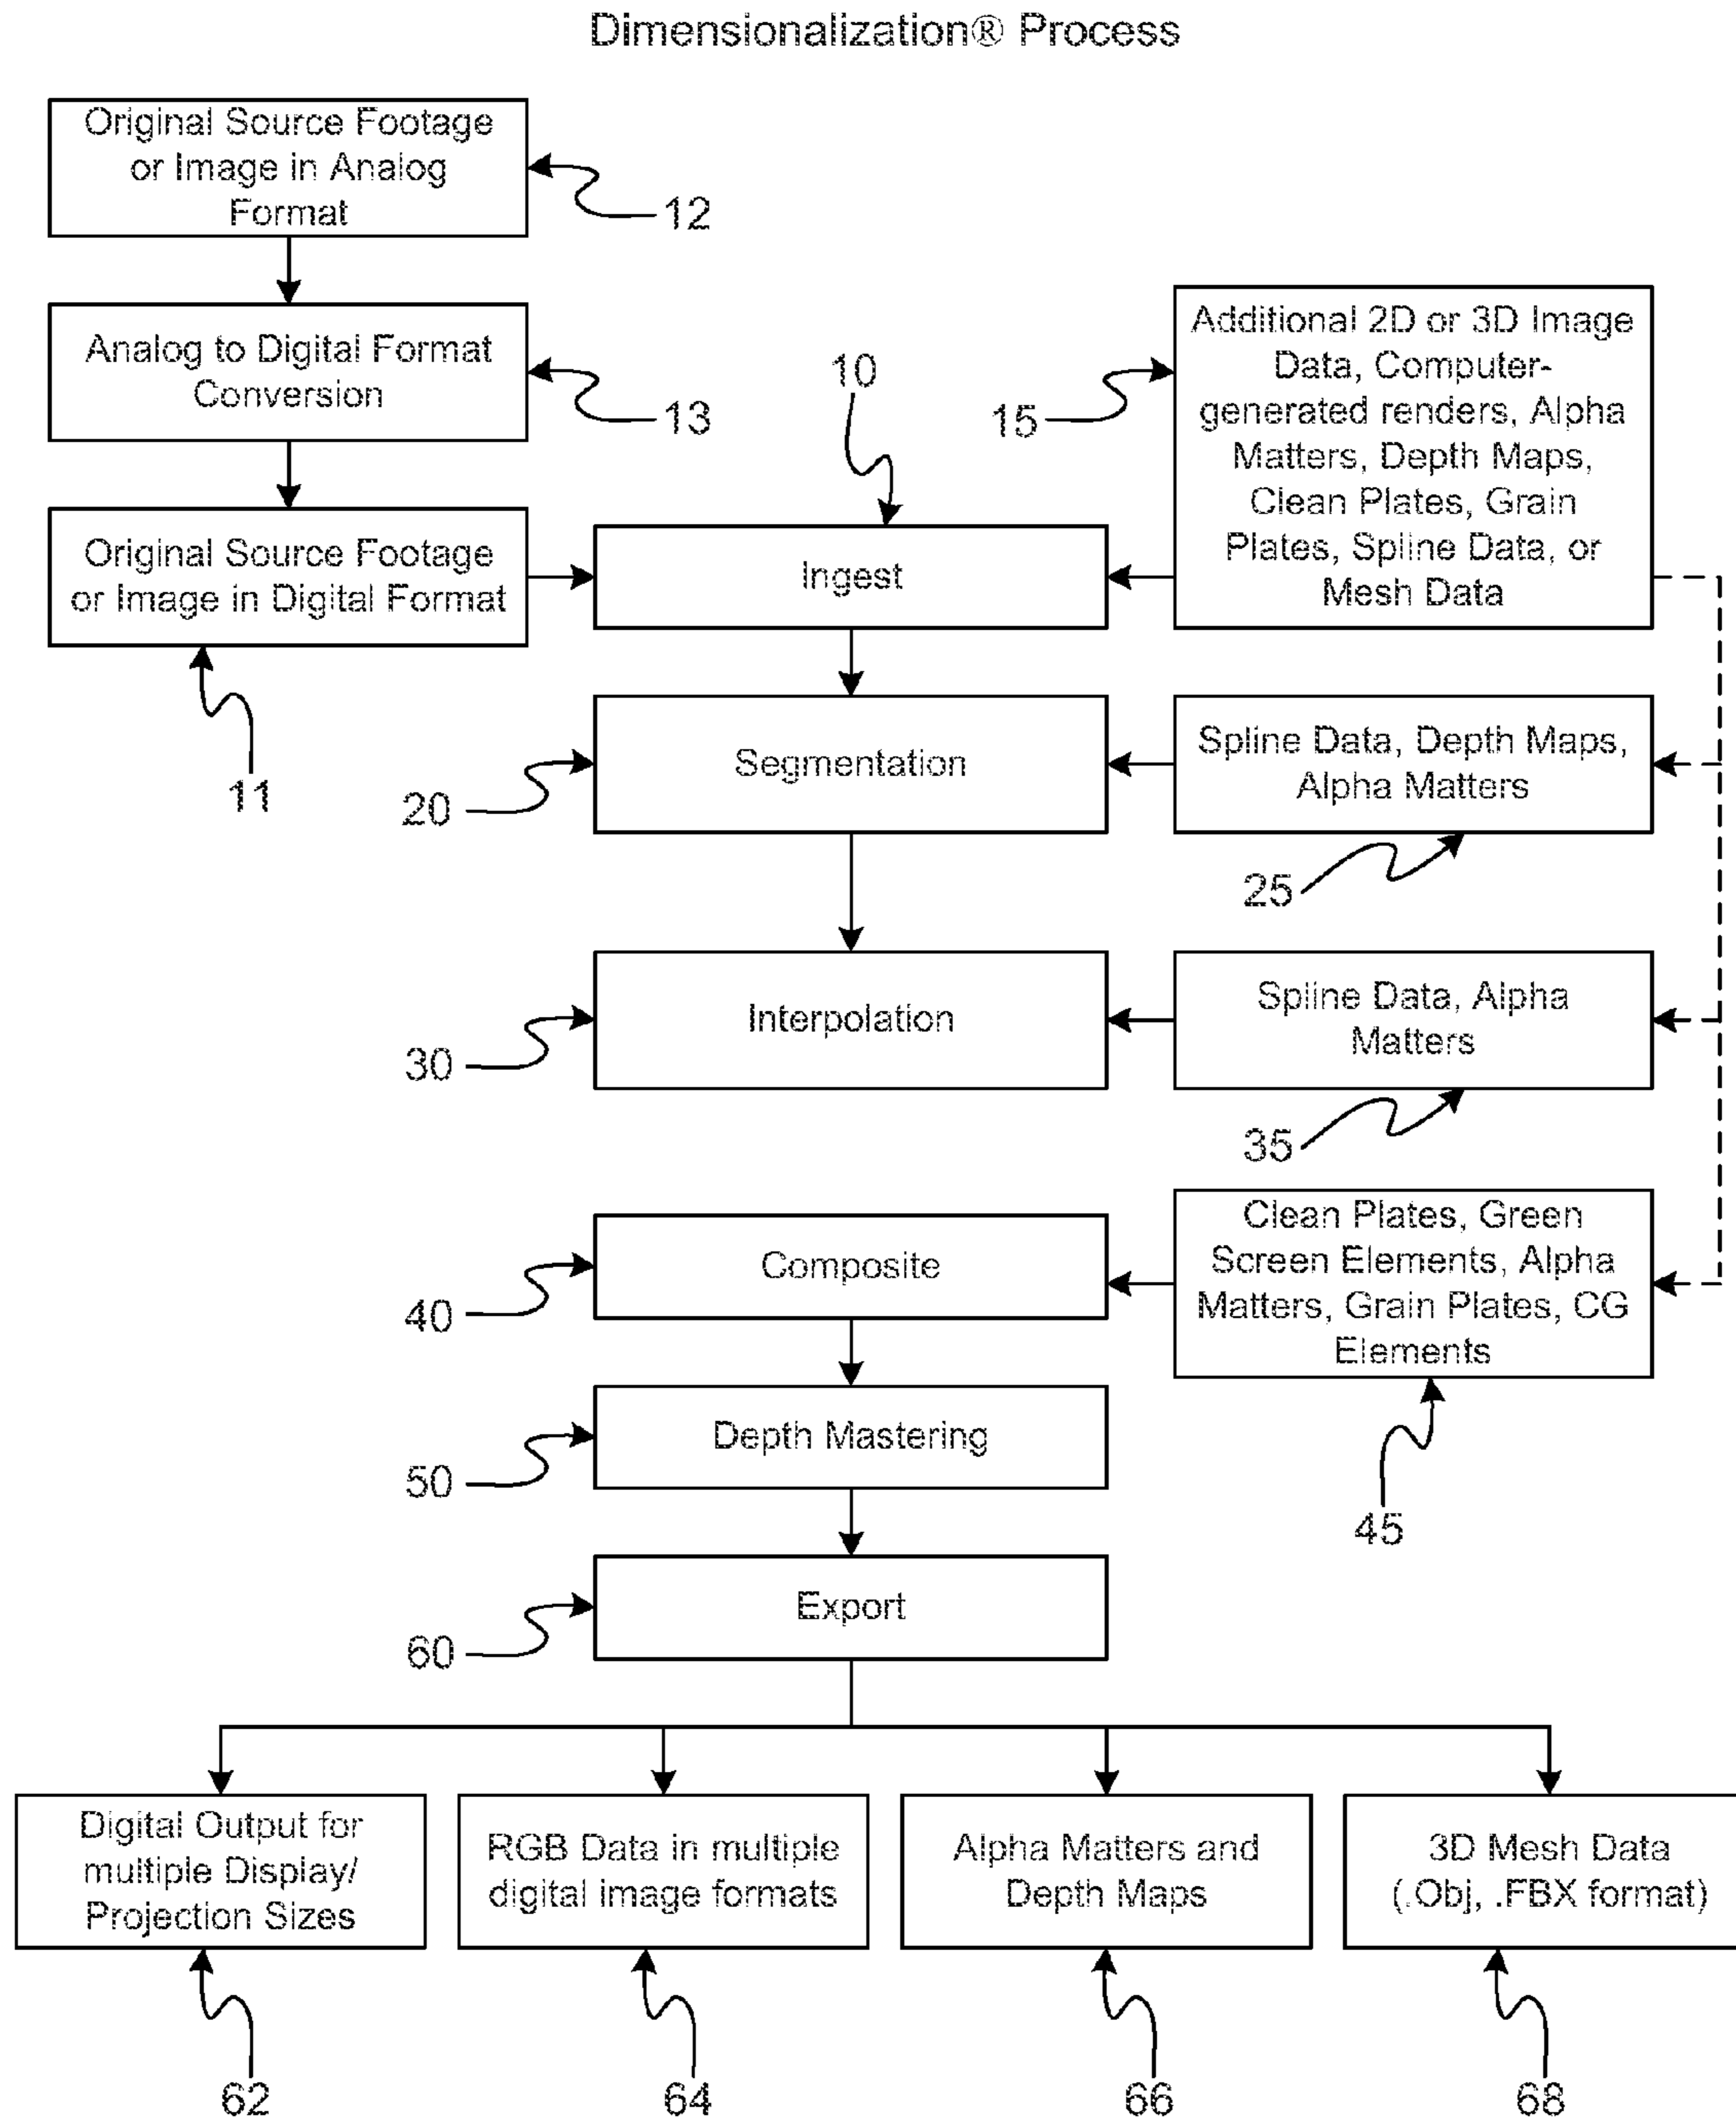 Dimensionalization® Process
Original Source Footage
or Image in Analog
Format
12
Analog to Digital Format
Conversion
13
Original Source Footage
or Image in Digital Format
11
10
Ingest
15
Additional 2D or 3D Image
Data, Computer-
generated renders, Alpha
Matters, Depth Maps,
Clean Plates, Grain
Plates, Spline Data, or
Mesh Data
Segmentation
20
Spline Data, Depth Maps,
Alpha Matters
25
Interpolation
30
Spline Data, Alpha
Matters
35
Composite
40
Clean Plates, Green
Screen Elements, Alpha
Matters, Grain Plates, CG
Elements
45
Depth Mastering
50
Export
60
Digital Output for
multiple Display/
Projection Sizes
62
RGB Data in multiple
digital image formats
64
Alpha Matters and
Depth Maps
66
3D Mesh Data
(.Obj, .FBX format)
68